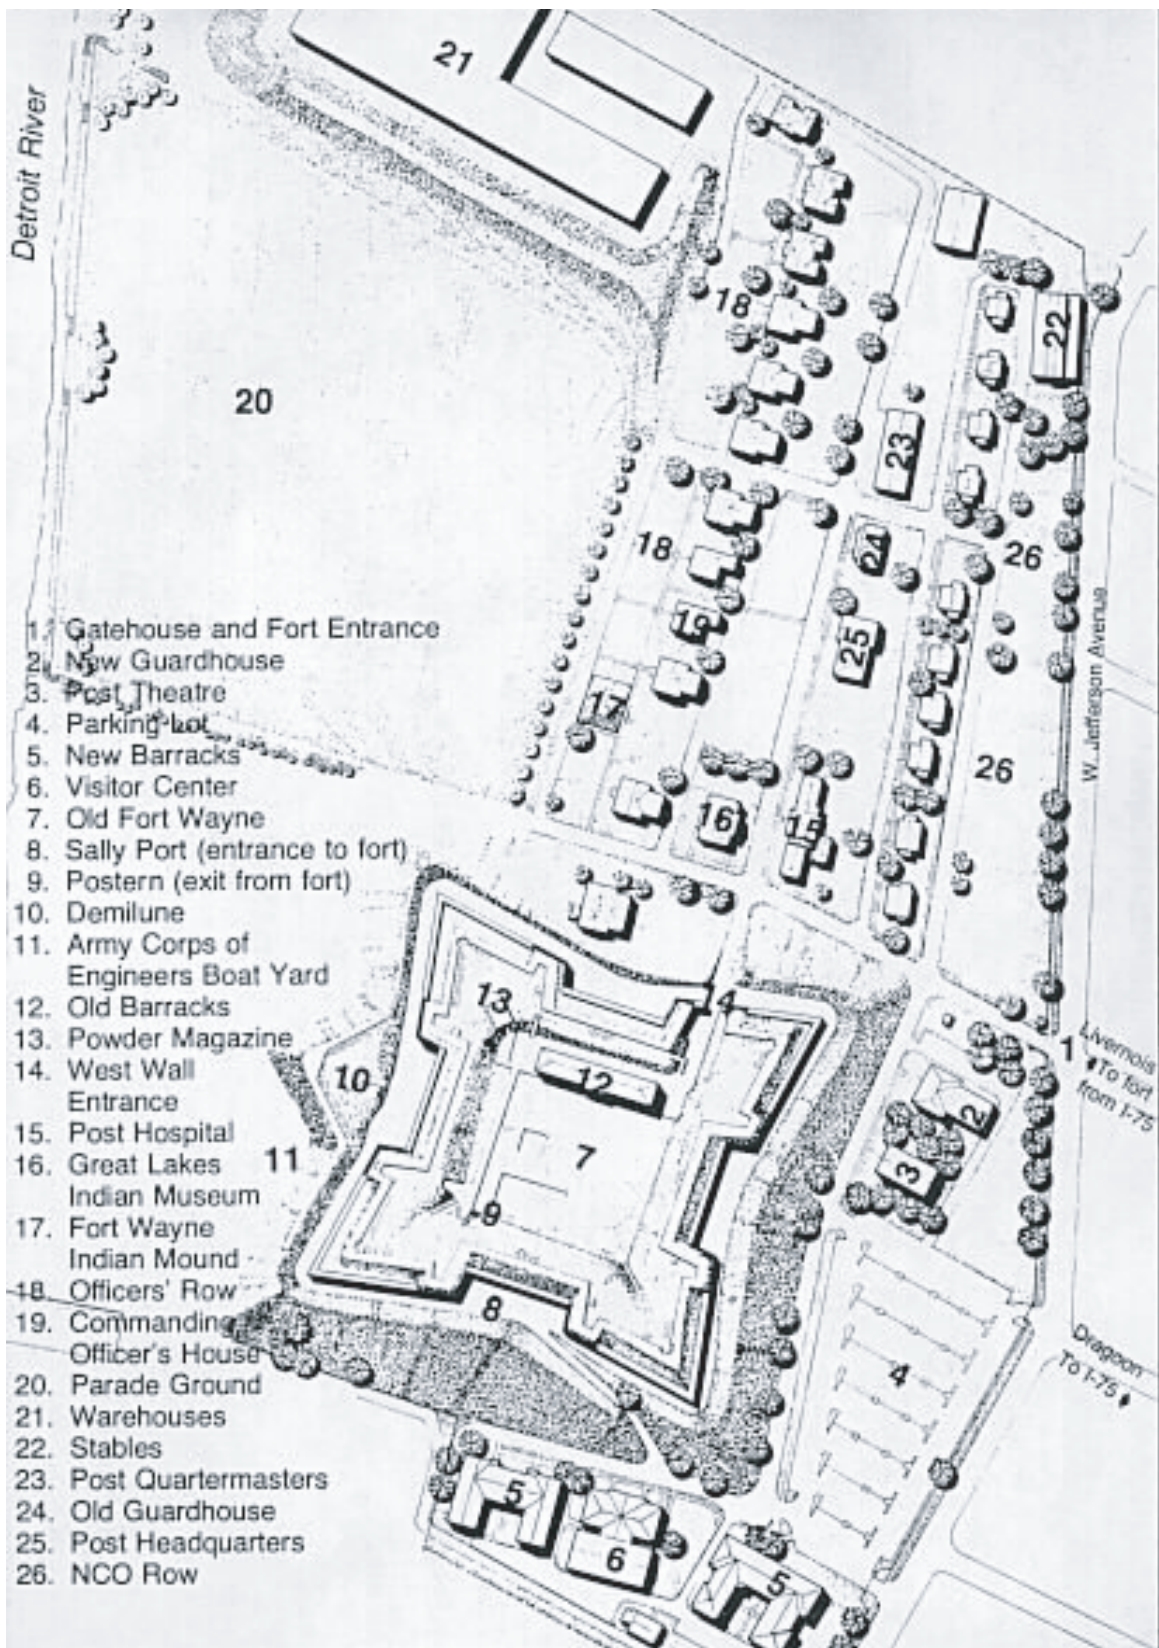 21
Detroit River
18
22
20
23
18
24
26
19
25
17
W. Jefferson Avenue
26
16
15
1. Gatehouse and Fort Entrance
2. New Guardhouse
3. Post Theatre
4. Parking Lot
5. New Barracks
6. Visitor Center
7. Old Fort Wayne
8. Sally Port (entrance to fort)
9. Postern (exit from fort)
10. Demilune
11. Army Corps of
Engineers Boat Yard
12. Old Barracks
13. Powder Magazine
14. West Wall
Entrance
15. Post Hospital
16. Great Lakes
Indian Museum
17. Fort Wayne
Indian Mound
18. Officers' Row
19. Commanding
Officer's House
20. Parade Ground
21. Warehouses
22. Stables
23. Post Quartermasters
24. Old Guardhouse
25. Post Headquarters
26. NCO Row
13
14
1
Livernois
To fort
from I-75
10
12
2
11
7
3
9
8
4
Dragoon
To I-75
5
6
5